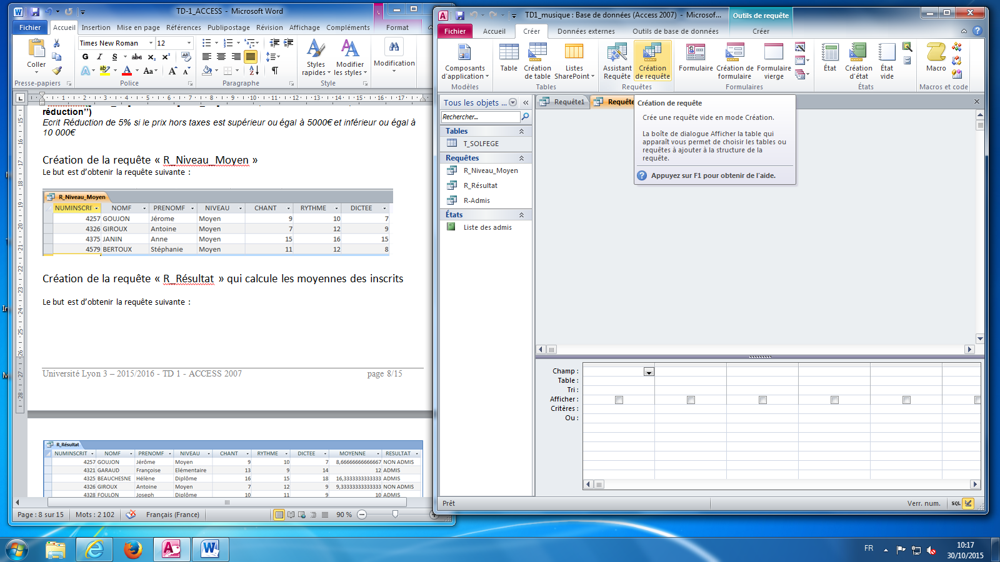 TD-1_ACCESS - Microsoft Word
Fichier Accueil Insertion Mise en page Références Publipostage Révision Affichage Compléments Format
Times New Roman 12
Coller
G I S abc x₂ x²
Styles rapides Modifier les styles Modification
Presse-papiers Police Paragraphe Style
1 2 3 4 5 6 7 8 9 10 11 12 13 14 15 16 17
réduction")
Ecrit Réduction de 5% si le prix hors taxes est supérieur ou égal à 5000€ et inférieur ou égal à
10 000€
Création de la requête « R_Niveau_Moyen »
Le but est d'obtenir la requête suivante :
R_Niveau_Moyen
NUMINSCRI NOMF PRENOMF NIVEAU CHANT RYTHME DICTEE
4257 GOUJON Jérome Moyen 9 10 7
4326 GIROUX Antoine Moyen 7 12 9
4375 JANIN Anne Moyen 15 16 15
4579 BERTOUX Stéphanie Moyen 11 12 8
Création de la requête « R_Résultat » qui calcule les moyennes des inscrits
Le but est d'obtenir la requête suivante :
Université Lyon 3 – 2015/2016 - TD 1 - ACCESS 2007 page 8/15
R_Résultat
NUMINSCRIT NOMF PRENOMF NIVEAU CHANT RYTHME DICTEE MOYENNE RESULTAT
4257 GOUJON Jérôme Moyen 9 10 7 8,66666666666667 NON ADMIS
4321 GARAUD Françoise Elémentaire 13 9 14 12 ADMIS
4325 BEAUCHESNE Hélène Diplôme 16 15 18 16,3333333333333 ADMIS
4326 GIROUX Antoine Moyen 7 12 9 9,33333333333333 NON ADMIS
4328 FOULON Joseph Diplôme 10 11 9 10 ADMIS
Page : 8 sur 15 Mots : 2 102 Français (France) 90 %
TD1_musique : Base de données (Access 2007) - Microsof... Outils de requête
Fichier Accueil Créer Données externes Outils de base de données Créer
Composants d'application Table Création de table Listes SharePoint Assistant Requête Création de requête Formulaire Création de formulaire Formulaire vierge État Création d'état État vide Macro
Modèles Tables Requêtes Formulaires États Macros et code
Tous les objets ... «
Rechercher...
Tables
T_SOLFEGE
Requêtes
R_Niveau_Moyen
R_Résultat
R-Admis
États
Liste des admis
Requête1 Requête
Création de requête
Crée une requête vide en mode Création.
La boîte de dialogue Afficher la table qui
apparaît vous permet de choisir les tables ou
requêtes à ajouter à la structure de la
requête.
Appuyez sur F1 pour obtenir de l'aide.
Champ :
Table :
Tri :
Afficher :
Critères :
Ou :
Prêt Verr. num. SQL
FR 10:17
30/10/2015